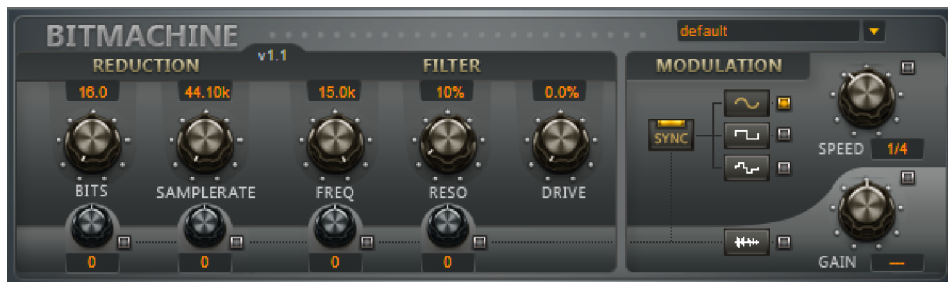 BITMACHINE
default
v1.1
REDUCTION
FILTER
MODULATION
16.0
44.10k
15.0k
10%
0.0%
SYNC
SPEED 1/4
BITS
SAMPLERATE
FREQ
RESO
DRIVE
0
0
0
0
GAIN ---